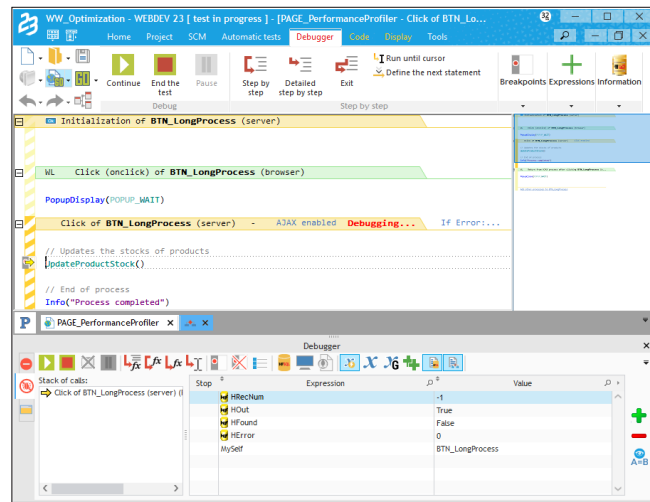 WW_Optimization - WEBDEV 23 [ test in progress ] - [PAGE_PerformanceProfiler - Click of BTN_Lo...
32
Home Project SCM Automatic tests Debugger Code Display Tools
Continue
End the test
Pause
Debug
Step by step
Detailed step by step
Exit
Run until cursor
Define the next statement
Step by step
Breakpoints Expressions Information
Initialization of BTN_LongProcess (server)
WL Click (onclick) of BTN_LongProcess (browser)
PopupDisplay(POPUP_WAIT)
Click of BTN_LongProcess (server) - AJAX enabled Debugging... If Error:...
// Updates the stocks of products
UpdateProductStock()
// End of process
Info("Process completed")
PAGE_PerformanceProfiler x
Debugger
Stack of calls:
Click of BTN_LongProcess (server) (
Stop Expression Value
HRecNum -1
HOut True
HFound False
HError 0
MySelf BTN_LongProcess
A=B